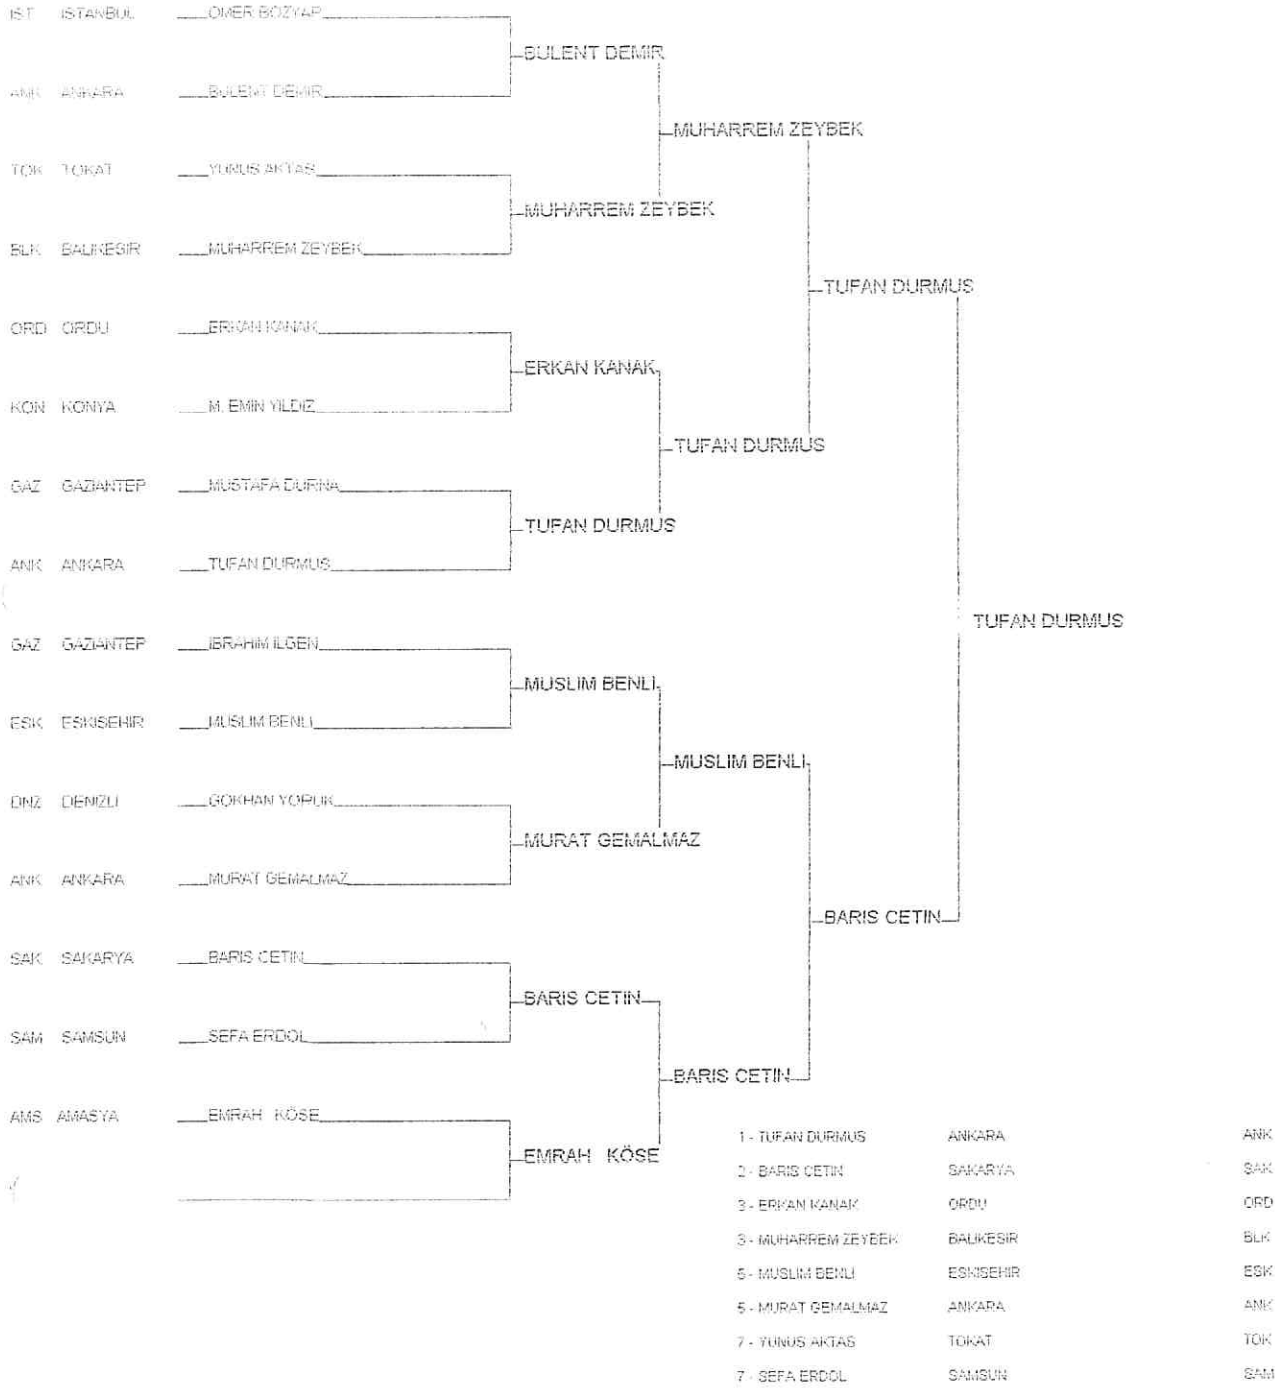 IST ISTANBUL OMER BOZYAP
BULENT DEMIR
ANK ANKARA BULENT DEMIR
MUHARREM ZEYBEK
TOK TOKAT YUNUS AKTAS
MUHARREM ZEYBEK
BLK BALIKESIR MUHARREM ZEYBEK
TUFAN DURMUS
ORD ORDU ERKAN KANAK
ERKAN KANAK
KON KONYA M. EMIN YILDIZ
TUFAN DURMUS
GAZ GAZIANTEP MUSTAFA DURNA
TUFAN DURMUS
ANK ANKARA TUFAN DURMUS
TUFAN DURMUS
GAZ GAZIANTEP IBRAHIM ILGEN
MUSLIM BENLI
ESK ESKISEHIR MUSLIM BENLI
MUSLIM BENLI
DNZ DENIZLI GOKHAN YORUK
MURAT GEMALMAZ
ANK ANKARA MURAT GEMALMAZ
BARIS CETIN
SAK SAKARYA BARIS CETIN
BARIS CETIN
SAM SAMSUN SEFA ERDOL
BARIS CETIN
AMS AMASYA EMRAH KÖSE
EMRAH KÖSE
1 - TUFAN DURMUS ANKARA ANK
2 - BARIS CETIN SAKARYA SAK
3 - ERKAN KANAK ORDU ORD
3 - MUHARREM ZEYBEK BALIKESIR BLK
5 - MUSLIM BENLI ESKISEHIR ESK
5 - MURAT GEMALMAZ ANKARA ANK
7 - YUNUS AKTAS TOKAT TOK
7 - SEFA ERDOL SAMSUN SAM